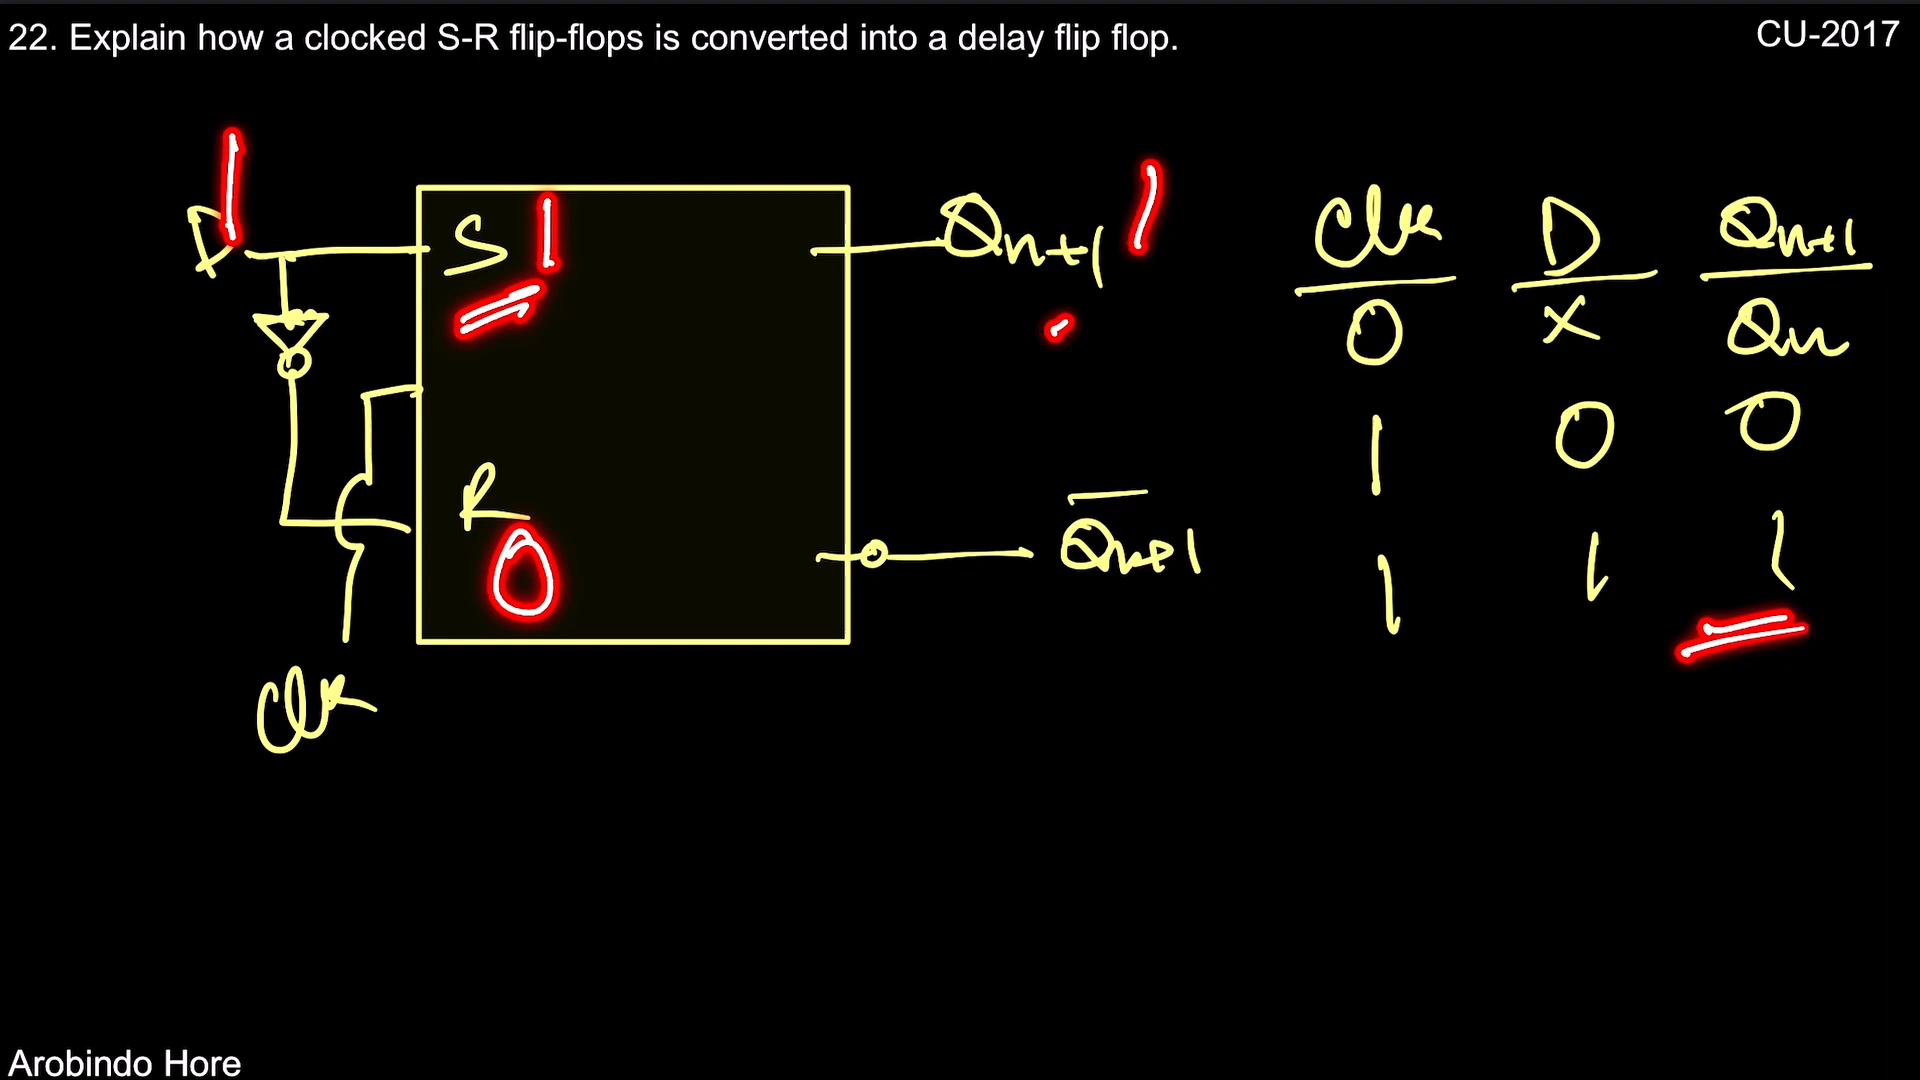 22. Explain how a clocked S-R flip-flops is converted into a delay flip flop.
CU-2017
D 1
S 1
Qn+1 1
R
0
Qn+1
Clk
Clk D Qn+1
0 X Qn
1 0 0
1 1 1
Arobindo Hore